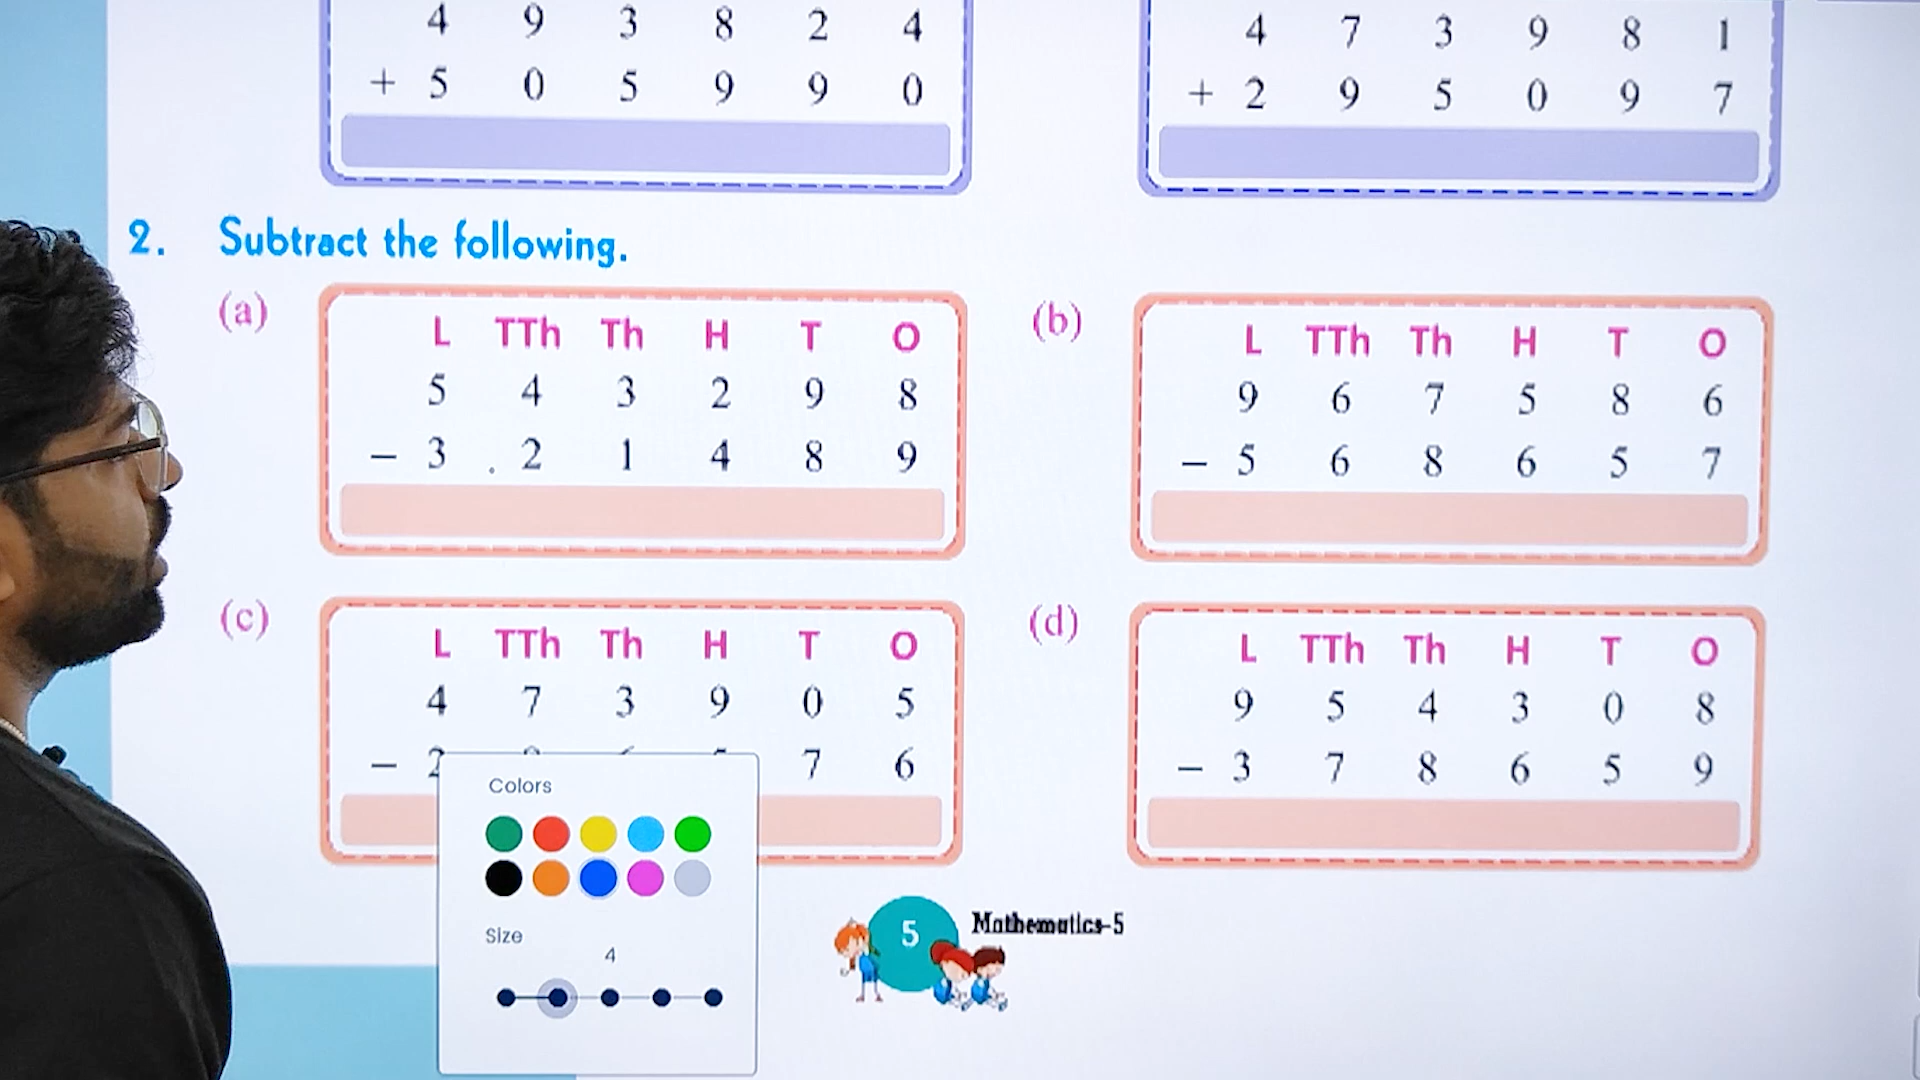 4 9 3 8 2 4
+ 5 0 5 9 9 0
4 7 3 9 8 1
+ 2 9 5 0 9 7
2. Subtract the following.
(a)
L TTh Th H T O
5 4 3 2 9 8
− 3 . 2 1 4 8 9
(b)
L TTh Th H T O
9 6 7 5 8 6
− 5 6 8 6 5 7
(c)
L TTh Th H T O
4 7 3 9 0 5
− 2 7 6
(d)
L TTh Th H T O
9 5 4 3 0 8
− 3 7 8 6 5 9
Colors
Size
4
5 Mathematics-5